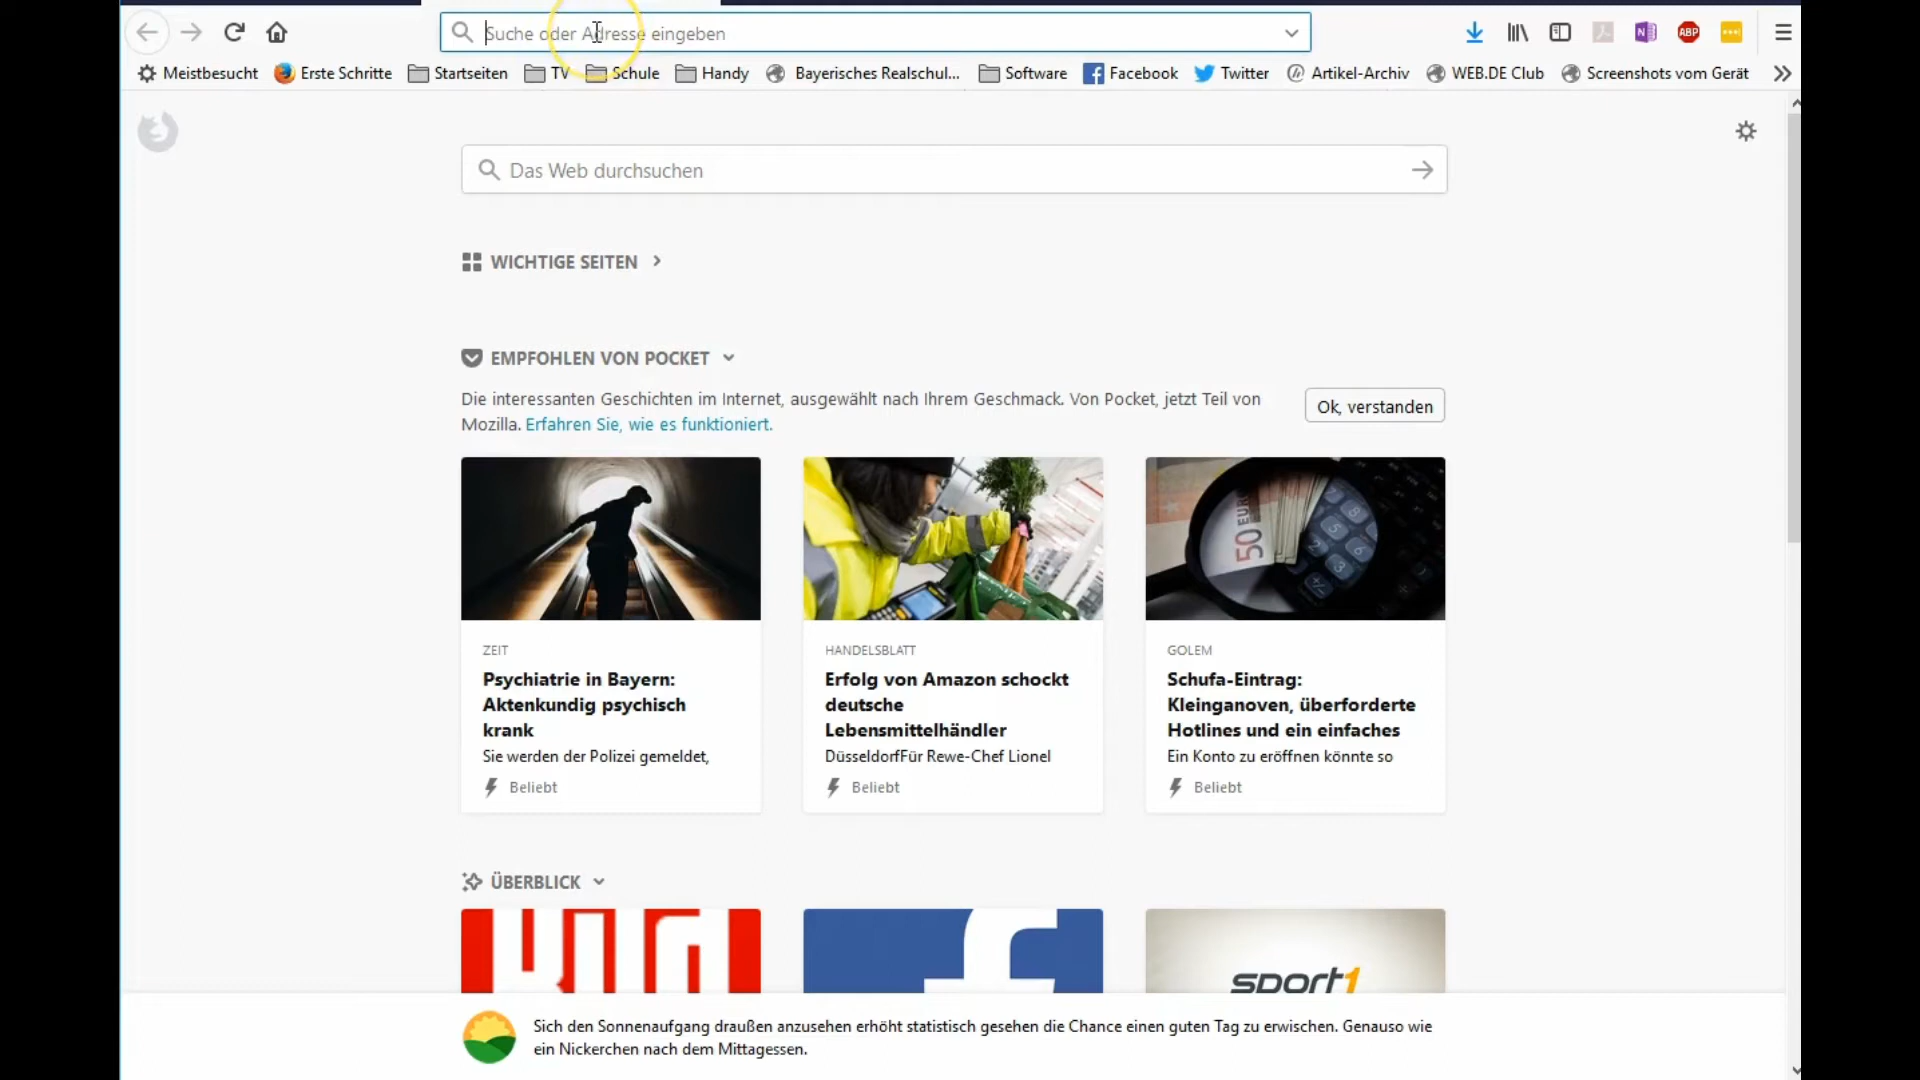 Suche oder Adresse eingeben
ABP
Meistbesucht Erste Schritte Startseiten TV Schule Handy Bayerisches Realschul... Software Facebook Twitter Artikel-Archiv WEB.DE Club Screenshots vom Gerät
Das Web durchsuchen
WICHTIGE SEITEN
EMPFOHLEN VON POCKET
Die interessanten Geschichten im Internet, ausgewählt nach Ihrem Geschmack. Von Pocket, jetzt Teil von
Mozilla. Erfahren Sie, wie es funktioniert.
Ok, verstanden
50 EURO
ZEIT
Psychiatrie in Bayern:
Aktenkundig psychisch
krank
Sie werden der Polizei gemeldet,
Beliebt
HANDELSBLATT
Erfolg von Amazon schockt
deutsche
Lebensmittelhändler
DüsseldorfFür Rewe-Chef Lionel
Beliebt
GOLEM
Schufa-Eintrag:
Kleinganoven, überforderte
Hotlines und ein einfaches
Ein Konto zu eröffnen könnte so
Beliebt
ÜBERBLICK
f
sport1
Sich den Sonnenaufgang draußen anzusehen erhöht statistisch gesehen die Chance einen guten Tag zu erwischen. Genauso wie
ein Nickerchen nach dem Mittagessen.